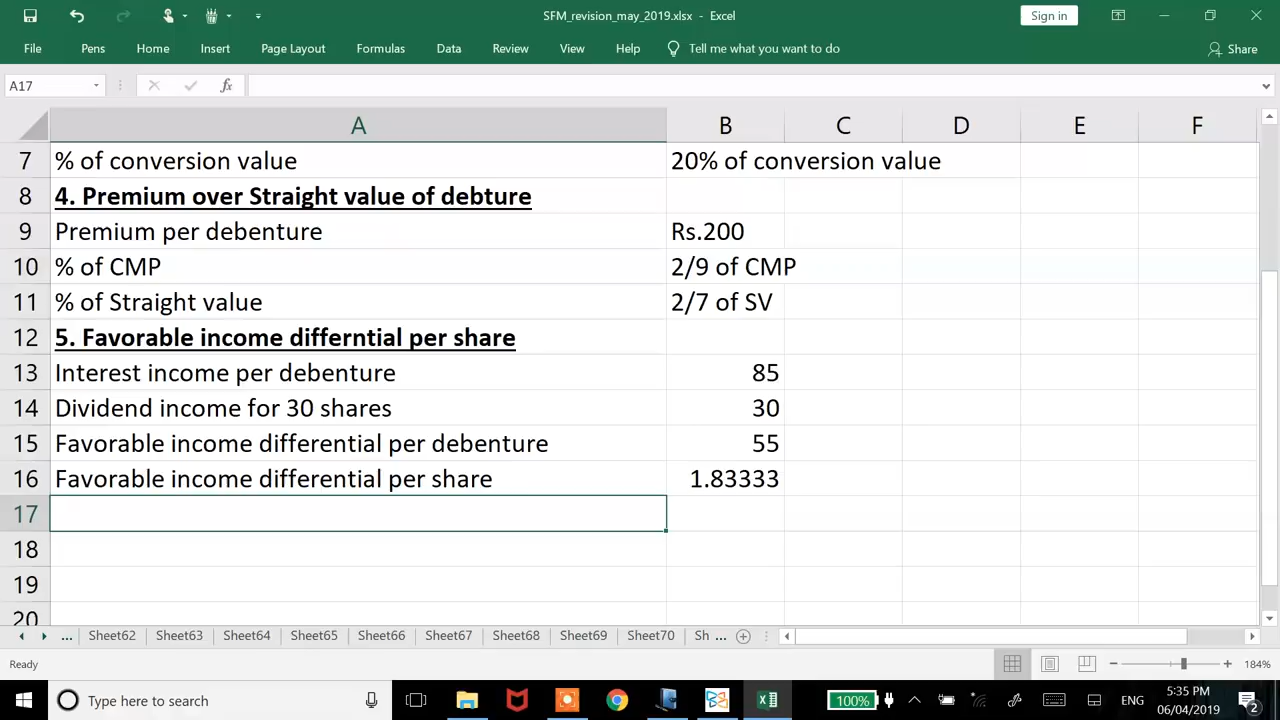 SFM_revision_may_2019.xlsx - Excel
Sign in
File Pens Home Insert Page Layout Formulas Data Review View Help Tell me what you want to do Share
A17 fx
A B C D E F
7 % of conversion value 20% of conversion value
8 4. Premium over Straight value of debture
9 Premium per debenture Rs.200
10 % of CMP 2/9 of CMP
11 % of Straight value 2/7 of SV
12 5. Favorable income differntial per share
13 Interest income per debenture 85
14 Dividend income for 30 shares 30
15 Favorable income differential per debenture 55
16 Favorable income differential per share 1.83333
17
18
19
20
... Sheet62 Sheet63 Sheet64 Sheet65 Sheet66 Sheet67 Sheet68 Sheet69 Sheet70 Sh ...
Ready 184%
Type here to search 100% ENG 5:35 PM
06/04/2019 2